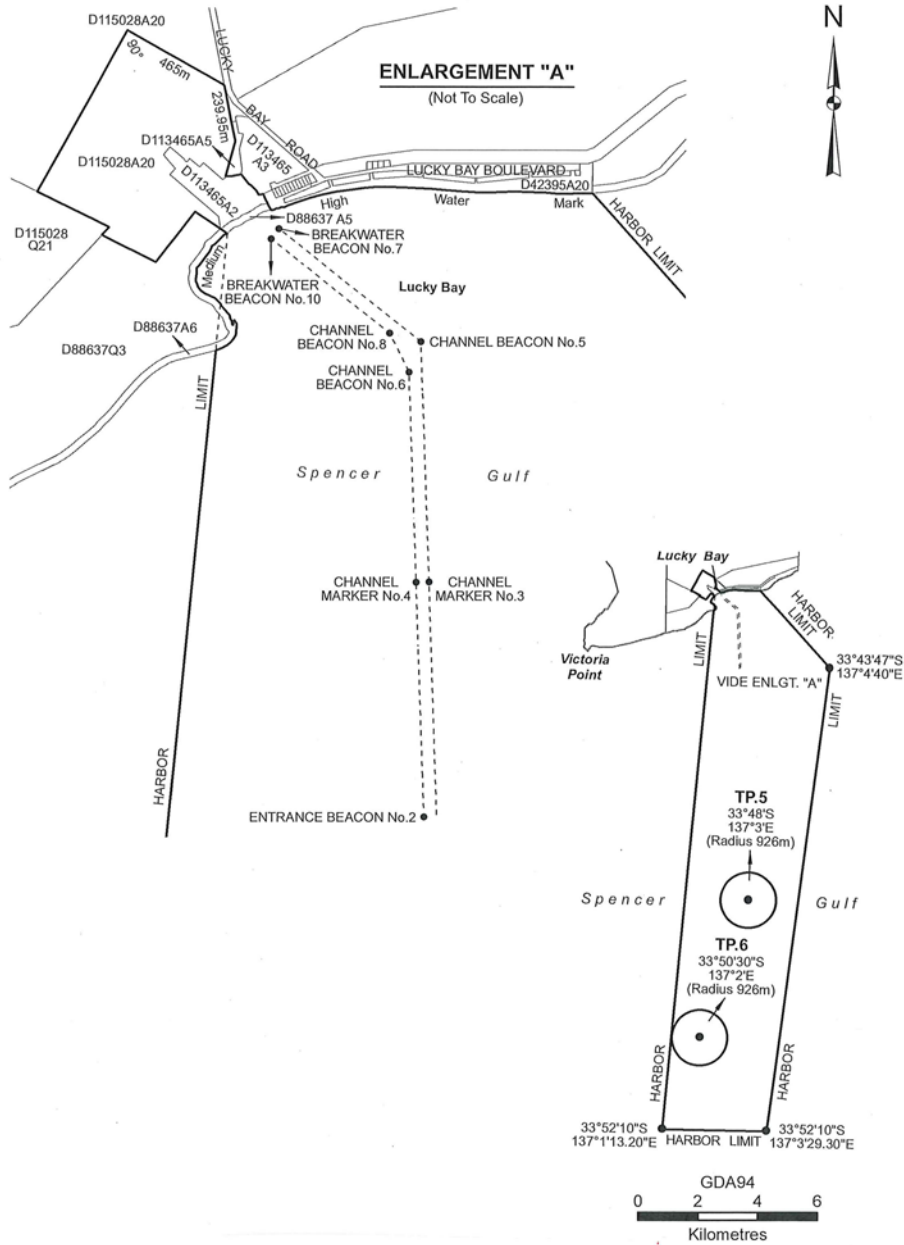 D115028A20
N
LUCKY
BAY
ROAD
90°
465m
239.95m
ENLARGEMENT "A"
(Not To Scale)
D113465A5
D113465
A3
D115028A20
D113465A2
LUCKY BAY BOULEVARD
D42395A20
High
Water
Mark
HARBOR LIMIT
D88637 A5
D115028
Q21
BREAKWATER
BEACON No.7
Medium
BREAKWATER
BEACON No.10
Lucky Bay
D88637A6
D88637Q3
CHANNEL
BEACON No.8
CHANNEL BEACON No.5
CHANNEL
BEACON No.6
LIMIT
Spencer
Gulf
CHANNEL
MARKER No.4
CHANNEL
MARKER No.3
HARBOR
ENTRANCE BEACON No.2
Lucky Bay
HARBOR
LIMIT
LIMIT
Victoria
Point
33°43'47"S
137°4'40"E
VIDE ENLGT. "A"
LIMIT
TP.5
33°48'S
137°3'E
(Radius 926m)
Spencer
Gulf
TP.6
33°50'30"S
137°2'E
(Radius 926m)
HARBOR
HARBOR
33°52'10"S
137°1'13.20"E
HARBOR LIMIT
33°52'10"S
137°3'29.30"E
GDA94
0 2 4 6
Kilometres